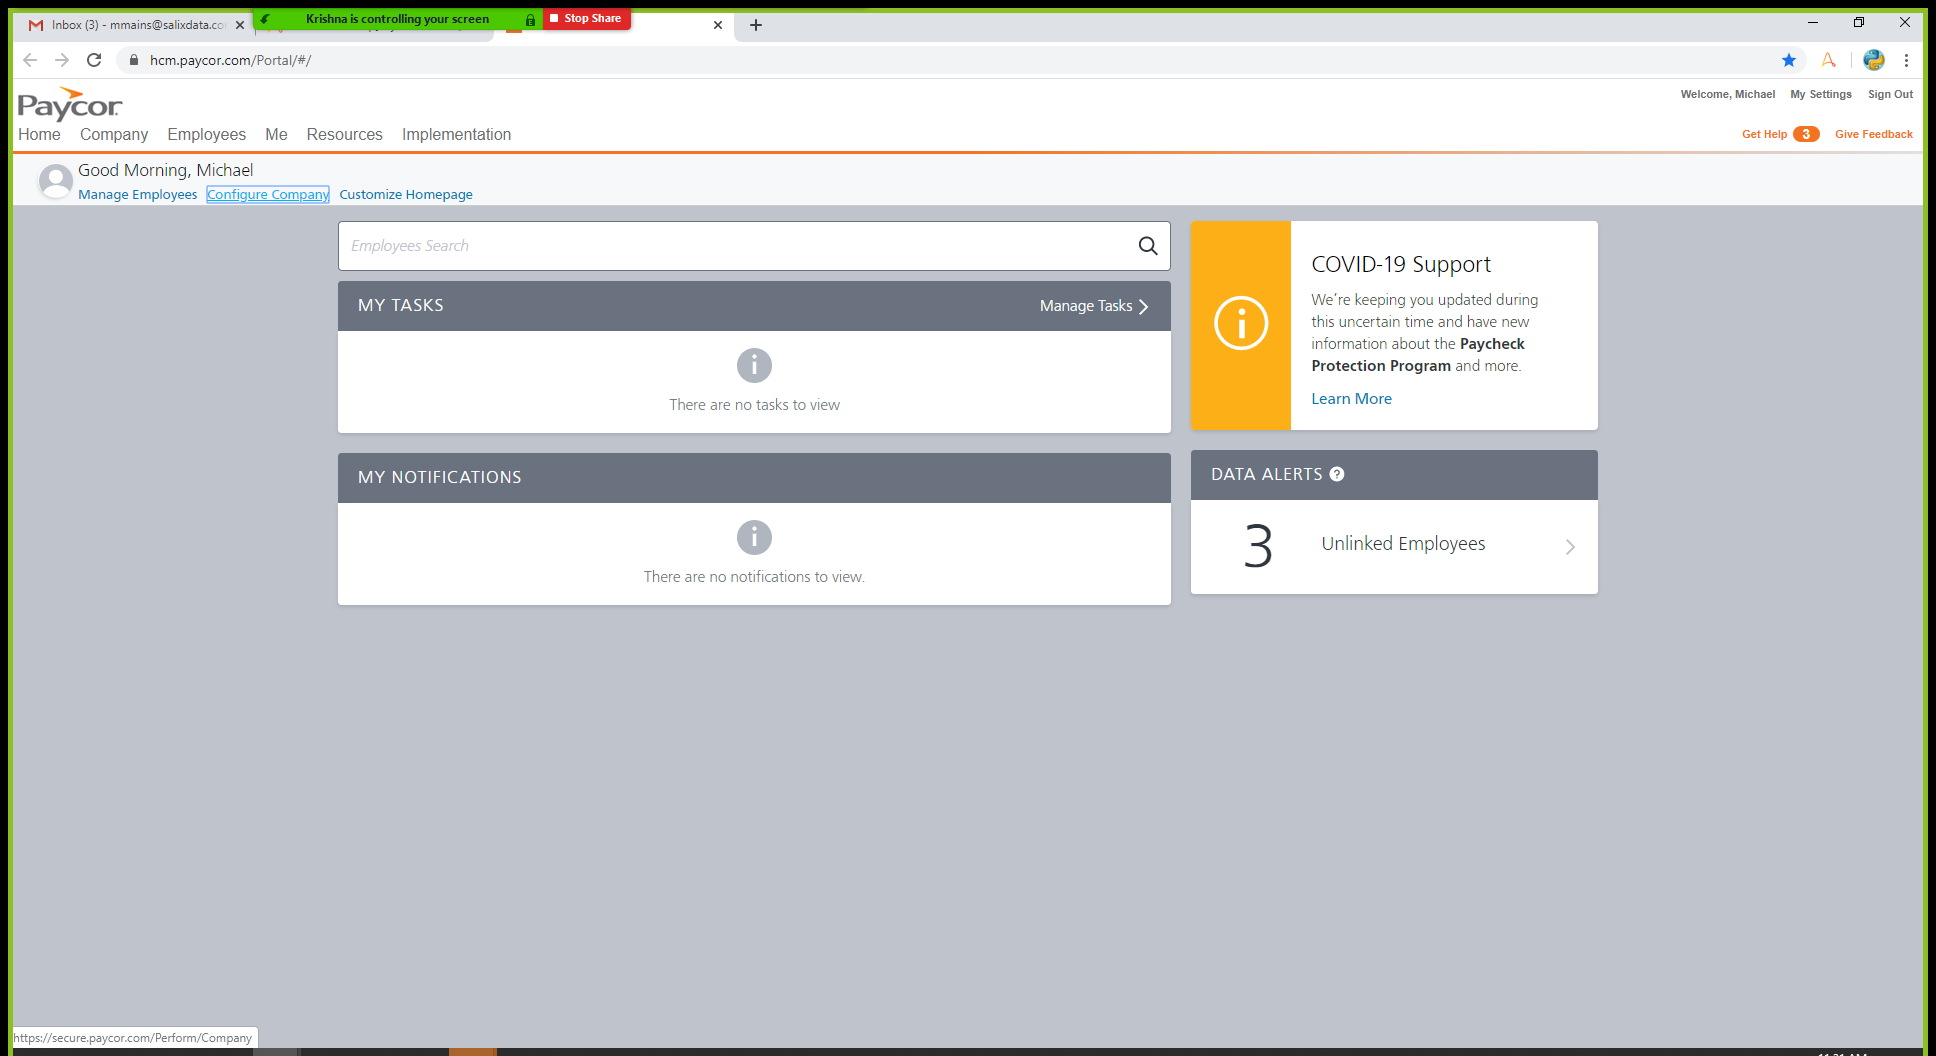 Inbox (3) - mmains@salixdata.co
Krishna is controlling your screen
Stop Share
hcm.paycor.com/Portal/#/
Paycor
Welcome, Michael My Settings Sign Out
Home Company Employees Me Resources Implementation
Get Help 3 Give Feedback
Good Morning, Michael
Manage Employees Configure Company Customize Homepage
Employees Search
MY TASKS Manage Tasks
There are no tasks to view
MY NOTIFICATIONS
There are no notifications to view.
COVID-19 Support
We're keeping you updated during
this uncertain time and have new
information about the Paycheck
Protection Program and more.
Learn More
DATA ALERTS ?
3 Unlinked Employees
https://secure.paycor.com/Perform/Company